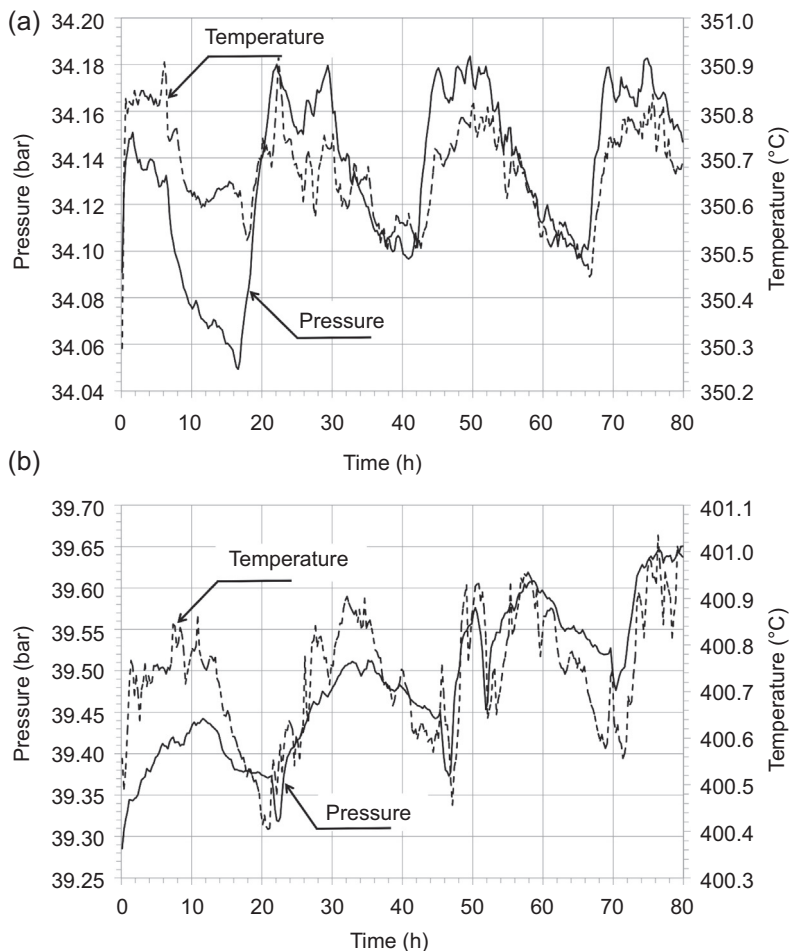 (a)
34.20
34.18
34.16
34.14
34.12
34.10
34.08
34.06
34.04
Pressure (bar)
Temperature
Pressure
351.0
350.9
350.8
350.7
350.6
350.5
350.4
350.3
350.2
Temperature (°C)
0 10 20 30 40 50 60 70 80
Time (h)
(b)
39.70
39.65
39.60
39.55
39.50
39.45
39.40
39.35
39.30
39.25
Pressure (bar)
Temperature
Pressure
401.1
401.0
400.9
400.8
400.7
400.6
400.5
400.4
400.3
Temperature (°C)
0 10 20 30 40 50 60 70 80
Time (h)